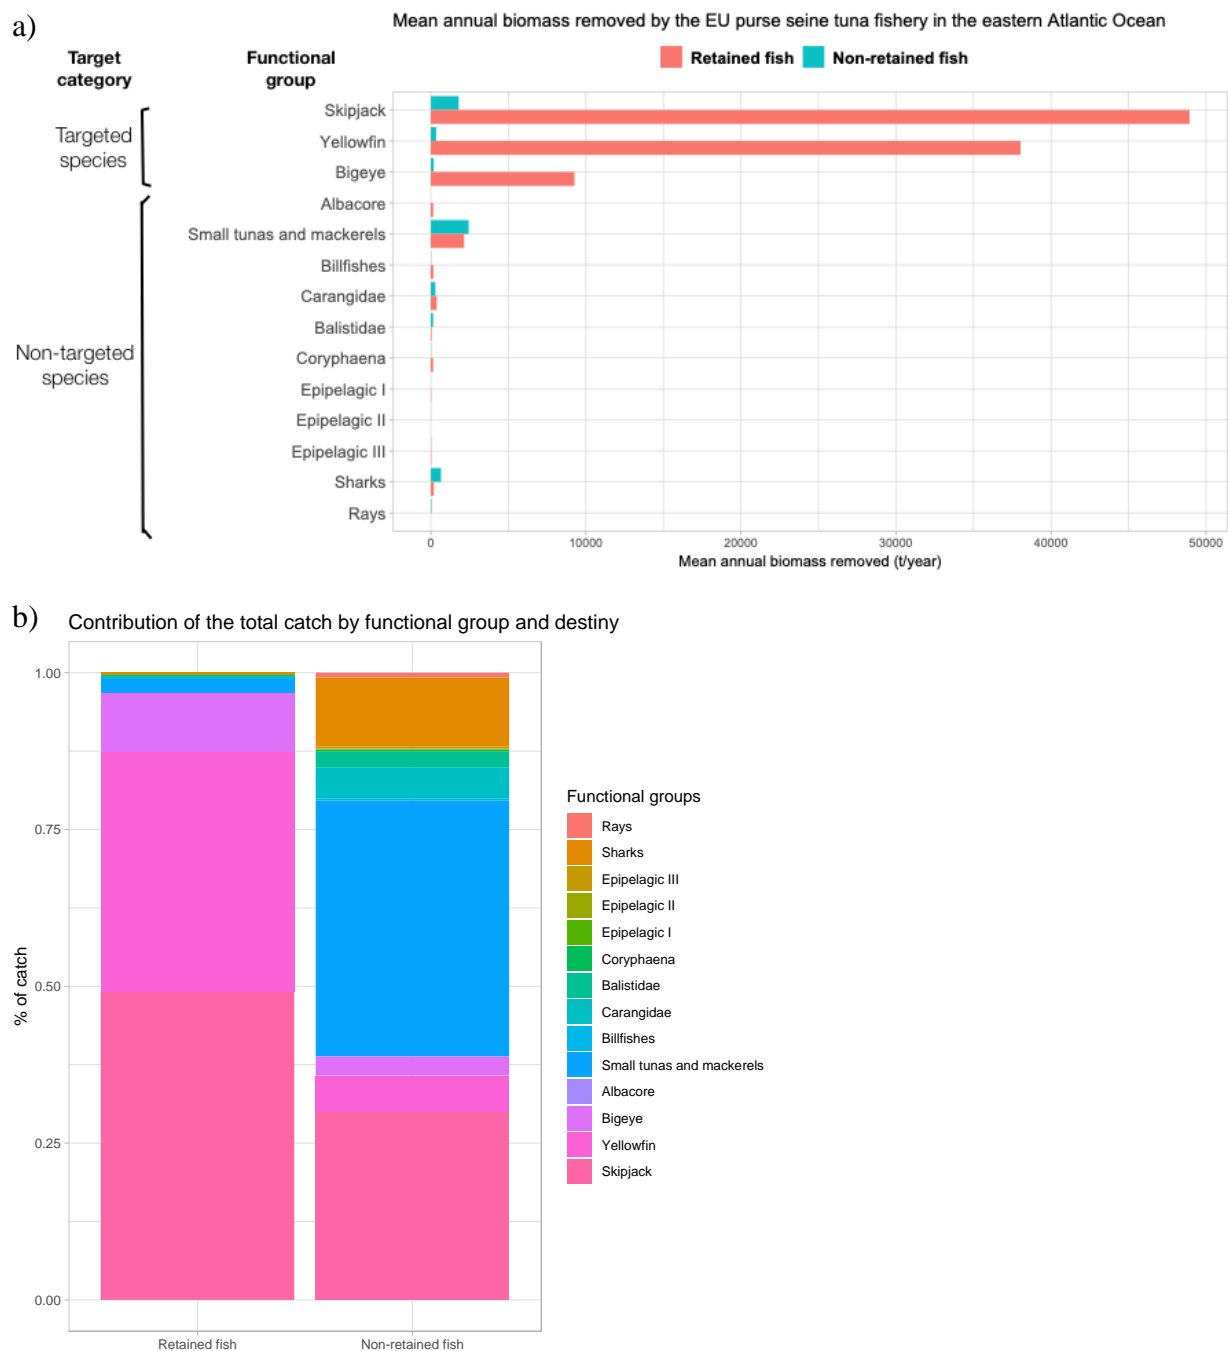 a)
Mean annual biomass removed by the EU purse seine tuna fishery in the eastern Atlantic Ocean
Target
category
Functional
group
Retained fish
Non-retained fish
Targeted
species
Non-targeted
species
Skipjack
Yellowfin
Bigeye
Albacore
Small tunas and mackerels
Billfishes
Carangidae
Balistidae
Coryphaena
Epipelagic I
Epipelagic II
Epipelagic III
Sharks
Rays
0
10000
20000
30000
40000
50000
Mean annual biomass removed (t/year)
b)
Contribution of the total catch by functional group and destiny
% of catch
1.00
0.75
0.50
0.25
0.00
Retained fish
Non-retained fish
Functional groups
Rays
Sharks
Epipelagic III
Epipelagic II
Epipelagic I
Coryphaena
Balistidae
Carangidae
Billfishes
Small tunas and mackerels
Albacore
Bigeye
Yellowfin
Skipjack